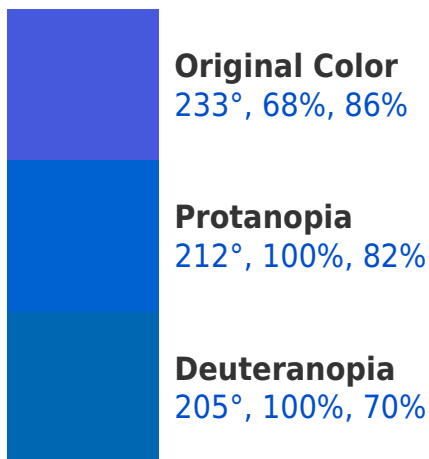 Original Color
233°, 68%, 86%
Protanopia
212°, 100%, 82%
Deuteranopia
205°, 100%, 70%